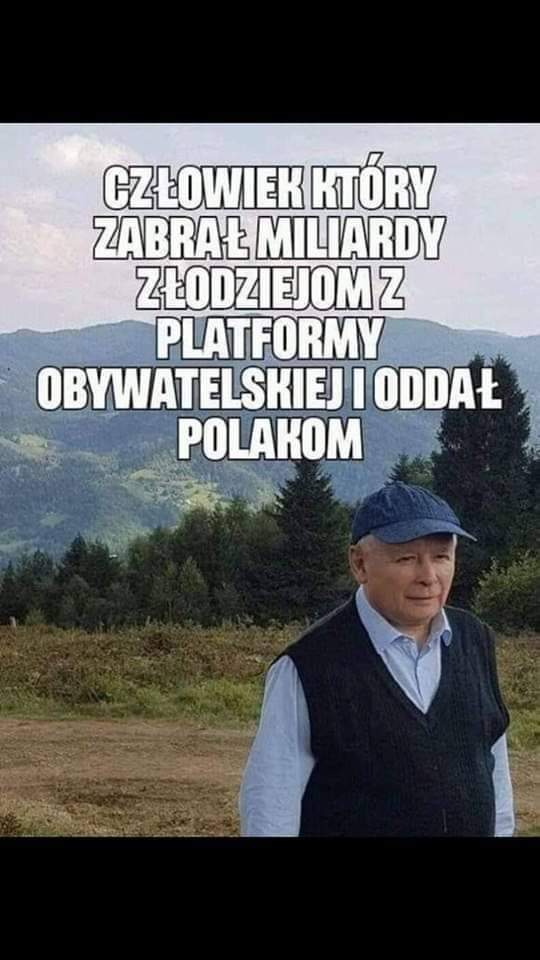 CZŁOWIEK KTÓRY
ZABRAŁ MILIARDY
ZŁODZIEJOM Z
PLATFORMY
OBYWATELSKIEJ I ODDAŁ
POLAKOM